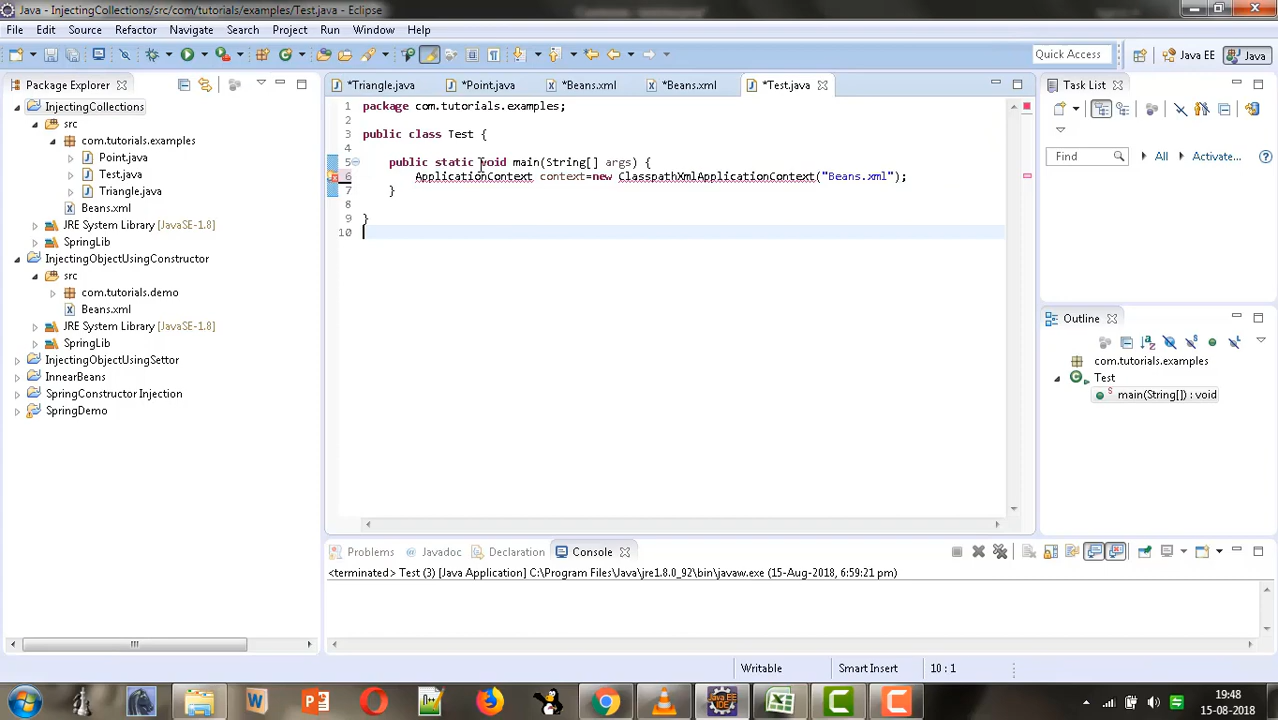 Java - InjectingCollections/src/com/tutorials/examples/Test.java - Eclipse
File Edit Source Refactor Navigate Search Project Run Window Help
Quick Access Java EE Java
Package Explorer
*Triangle.java *Point.java *Beans.xml *Beans.xml *Test.java
Task List
InjectingCollections
src
com.tutorials.examples
Point.java
Test.java
Triangle.java
Beans.xml
JRE System Library [JavaSE-1.8]
SpringLib
InjectingObjectUsingConstructor
src
com.tutorials.demo
Beans.xml
JRE System Library [JavaSE-1.8]
SpringLib
InjectingObjectUsingSettor
InnearBeans
SpringConstructor Injection
SpringDemo
1 package com.tutorials.examples;
2
3 public class Test {
4
5 public static void main(String[] args) {
6 ApplicationContext context=new ClasspathXmlApplicationContext("Beans.xml");
7 }
8
9 }
10
Find All Activate...
Outline
com.tutorials.examples
Test
main(String[]) : void
Problems Javadoc Declaration Console
<terminated> Test (3) [Java Application] C:\Program Files\Java\jre1.8.0_92\bin\javaw.exe (15-Aug-2018, 6:59:21 pm)
Writable Smart Insert 10 : 1
19:48
15-08-2018